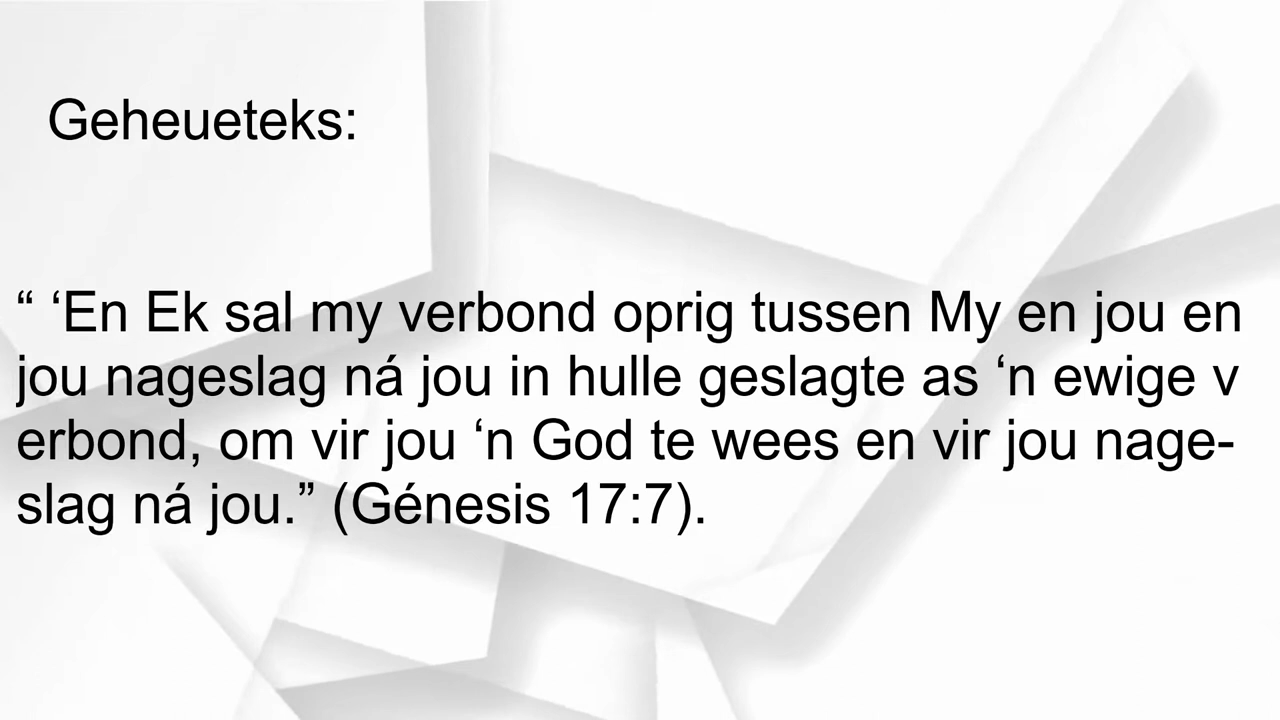 Geheueteks:
“ ‘En Ek sal my verbond oprig tussen My en jou en
jou nageslag ná jou in hulle geslagte as ‘n ewige v
erbond, om vir jou ‘n God te wees en vir jou nage-
slag ná jou.” (Génesis 17:7).